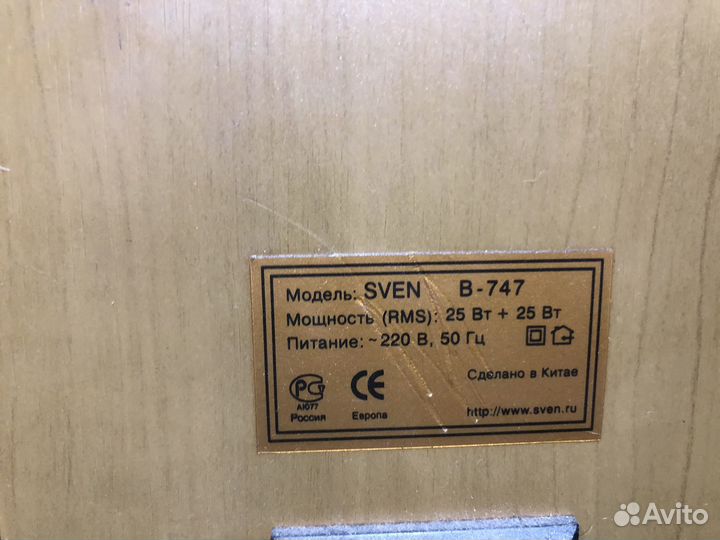 Модель: SVEN B-747
Мощность (RMS): 25 Вт + 25 Вт
Питание: ~220 В, 50 Гц
Сделано в Китае
РС CE
АЮ77
Россия Европа http://www.sven.ru
Avito